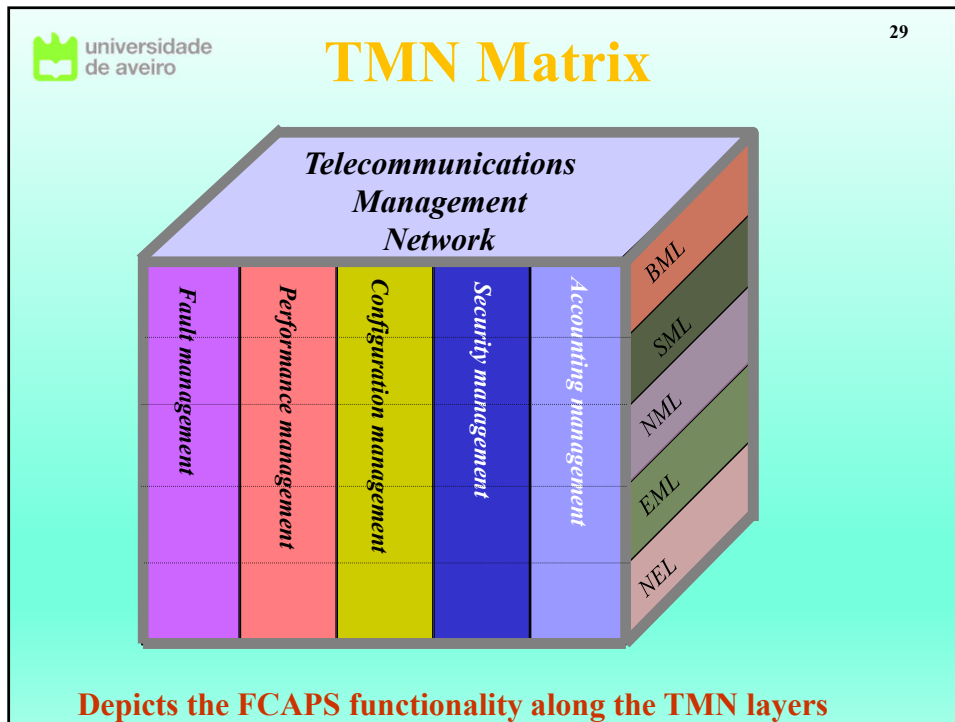 universidade
de aveiro
29
TMN Matrix
Telecommunications
Management
Network
Fault management
Performance management
Configuration management
Security management
Accounting management
BML
SML
NML
EML
NEL
Depicts the FCAPS functionality along the TMN layers